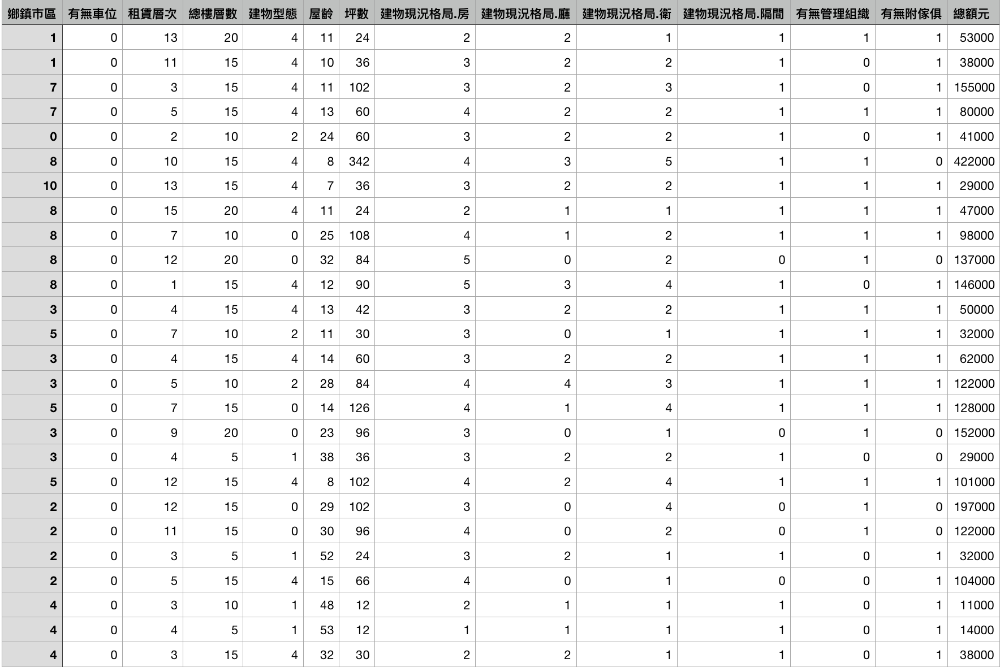 鄉鎮市區 有無車位 租賃層次 總樓層數 建物型態 屋齡 坪數 建物現況格局.房 建物現況格局.廳 建物現況格局.衛 建物現況格局.隔間 有無管理組織 有無附傢俱 總額元
1 0 13 20 4 11 24 2 2 1 1 1 1 53000
1 0 11 15 4 10 36 3 2 2 1 0 1 38000
7 0 3 15 4 11 102 3 2 3 1 0 1 155000
7 0 5 15 4 13 60 4 2 2 1 1 1 80000
0 0 2 10 2 24 60 3 2 2 1 0 1 41000
8 0 10 15 4 8 342 4 3 5 1 1 0 422000
10 0 13 15 4 7 36 3 2 2 1 1 1 29000
8 0 15 20 4 11 24 2 1 1 1 1 1 47000
8 0 7 10 0 25 108 4 1 2 1 1 1 98000
8 0 12 20 0 32 84 5 0 2 0 1 0 137000
8 0 1 15 4 12 90 5 3 4 1 0 1 146000
3 0 4 15 4 13 42 3 2 2 1 1 1 50000
5 0 7 10 2 11 30 3 0 1 1 1 1 32000
3 0 4 15 4 14 60 3 2 2 1 1 1 62000
3 0 5 10 2 28 84 4 4 3 1 1 1 122000
5 0 7 15 0 14 126 4 1 4 1 1 1 128000
3 0 9 20 0 23 96 3 0 1 0 1 0 152000
3 0 4 5 1 38 36 3 2 2 1 0 0 29000
5 0 12 15 4 8 102 4 2 4 1 1 1 101000
2 0 12 15 0 29 102 3 0 4 0 1 0 197000
2 0 11 15 0 30 96 4 0 2 0 1 0 122000
2 0 3 5 1 52 24 3 2 1 1 0 1 32000
2 0 5 15 4 15 66 4 0 1 0 0 1 104000
4 0 3 10 1 48 12 2 1 1 1 0 1 11000
4 0 4 5 1 53 12 1 1 1 1 0 1 14000
4 0 3 15 4 32 30 2 2 1 1 0 1 38000